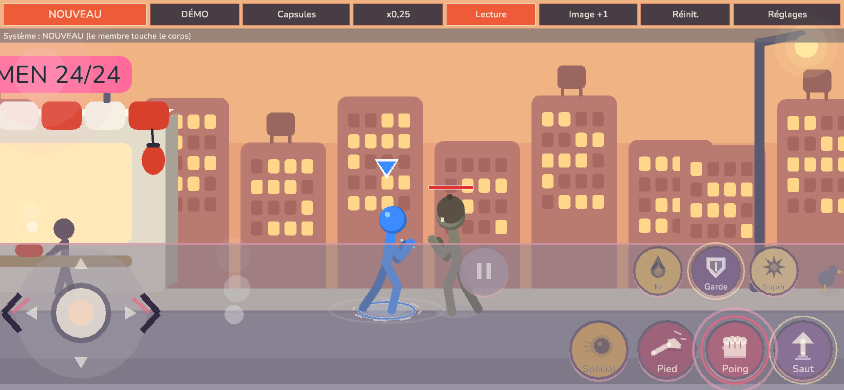 NOUVEAU
DÉMO
Capsules
x0,25
Lecture
Image +1
Réinit.
Réglages
Système : NOUVEAU (le membre touche le corps)
MEN 24/24
Ki
Garde
Super
Spécial
Pied
Poing
Saut